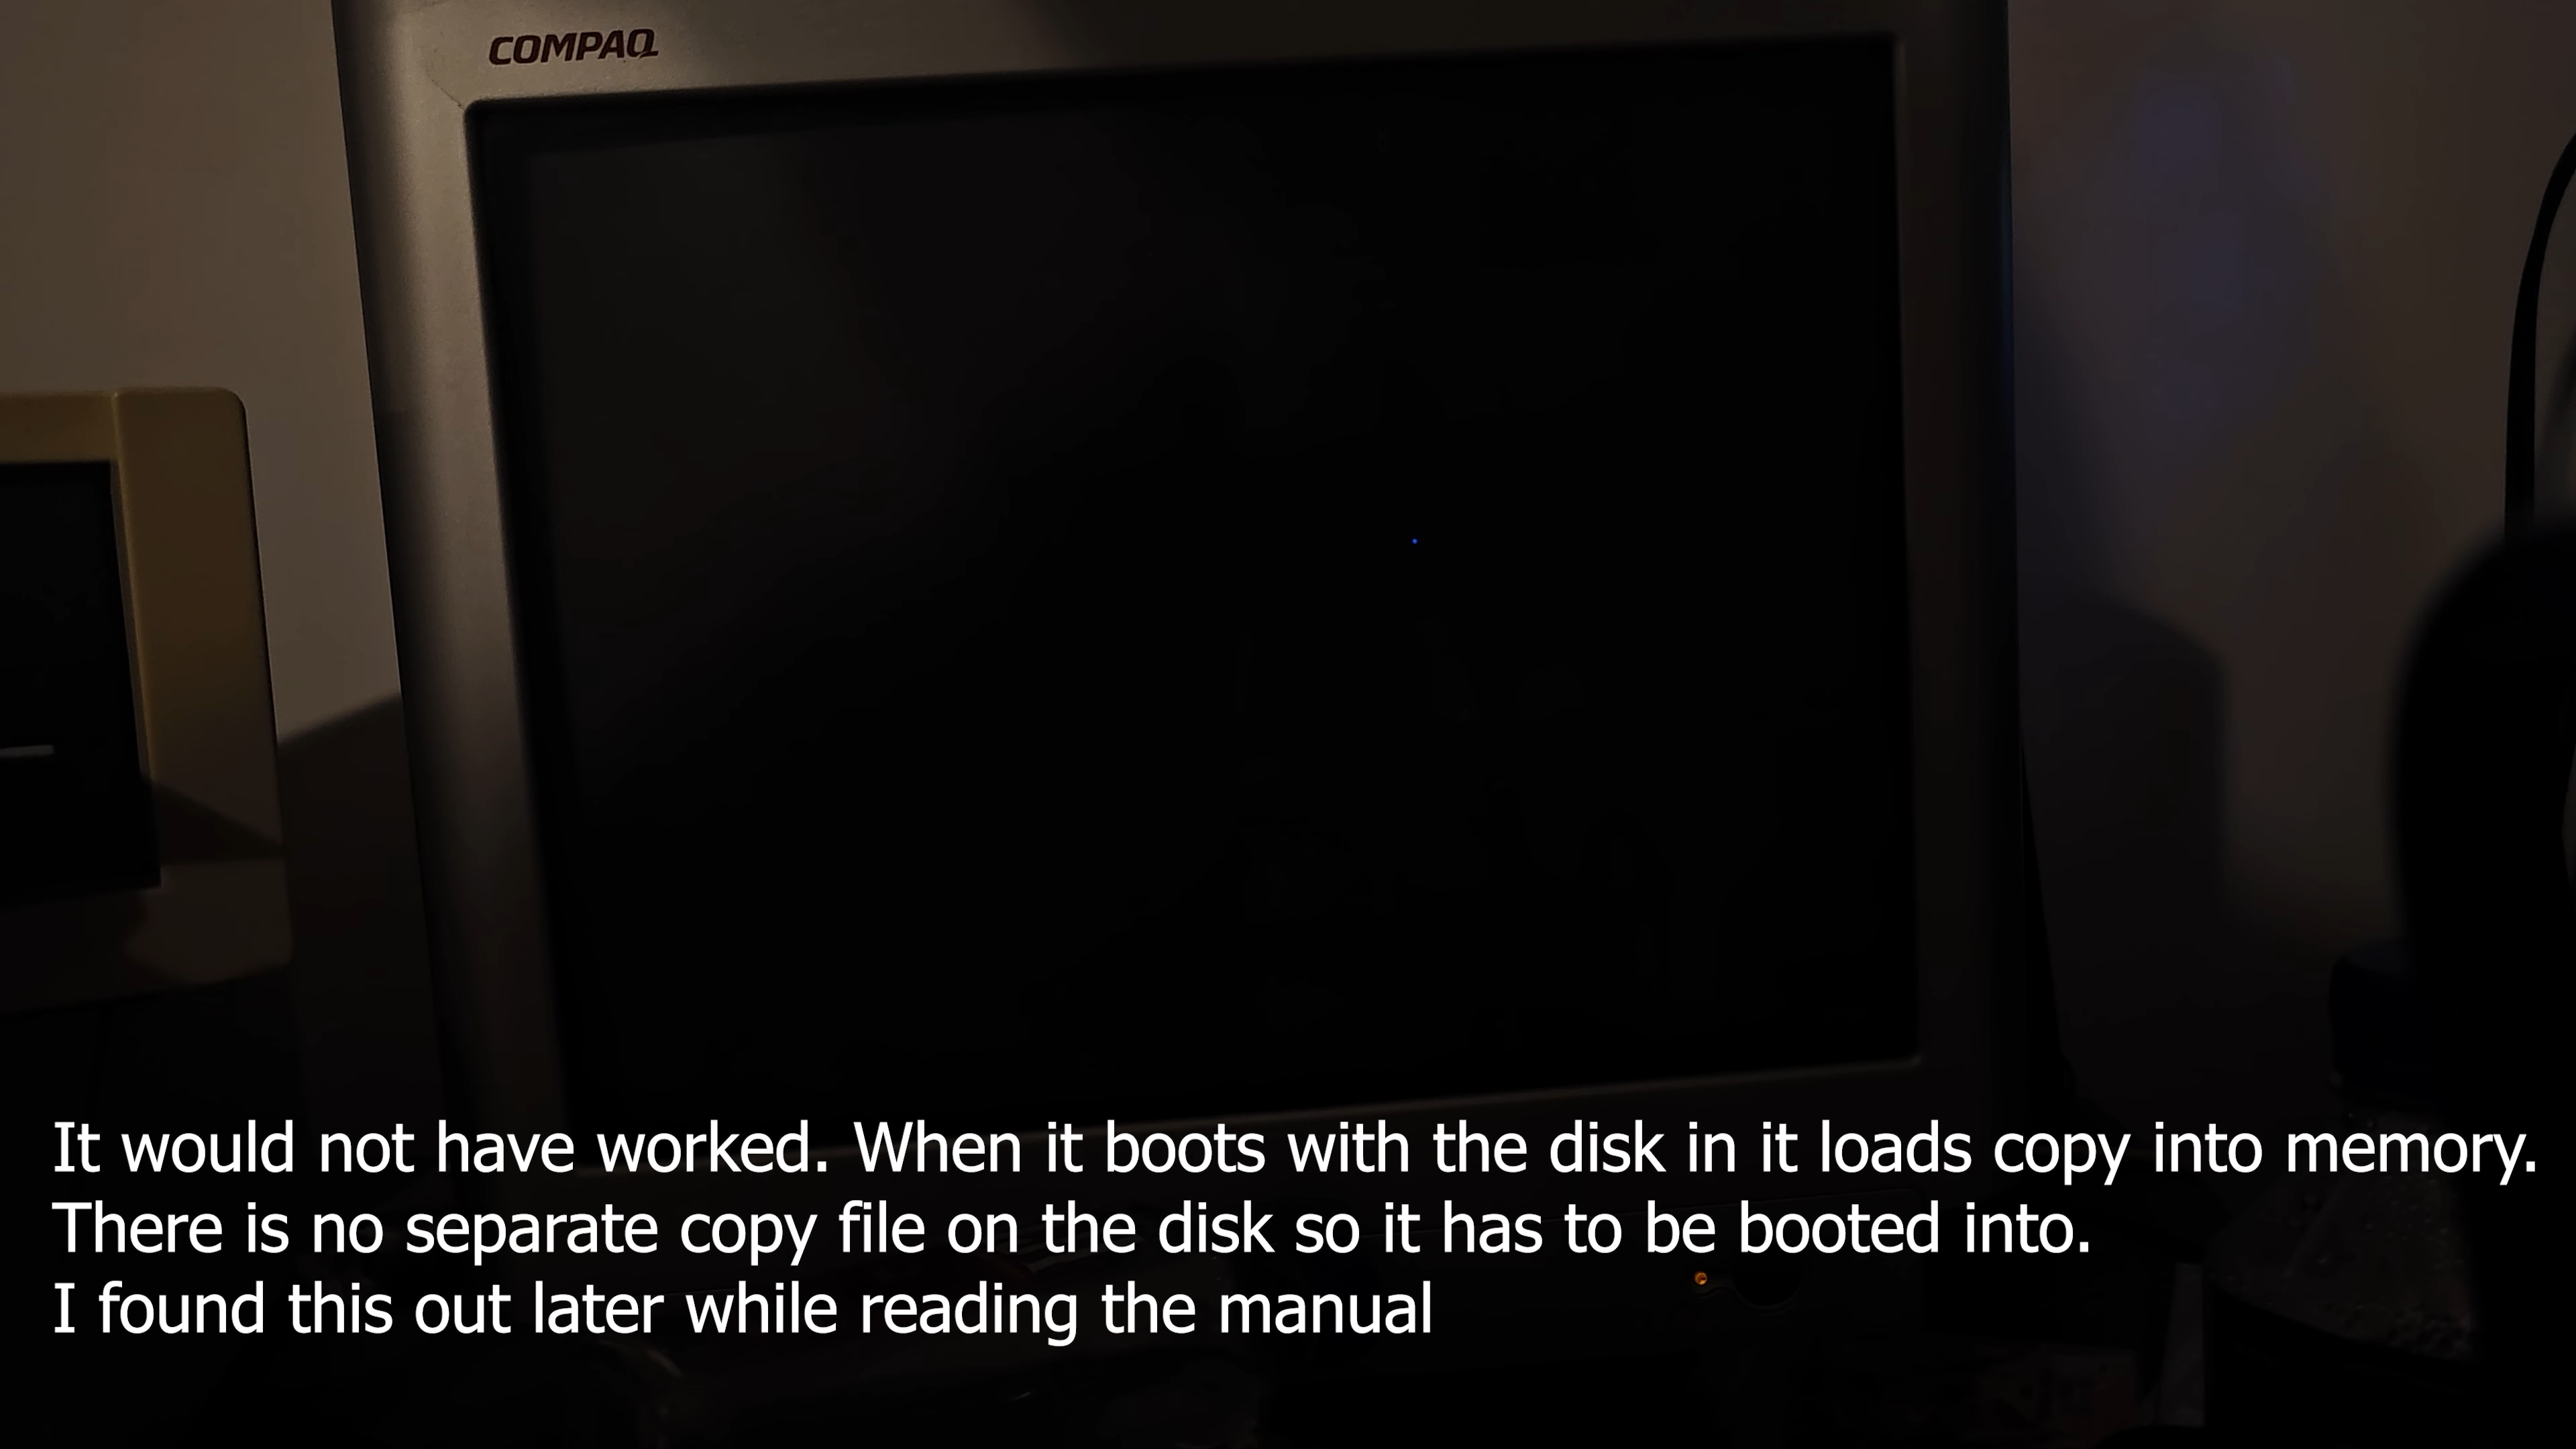 COMPAQ
It would not have worked. When it boots with the disk in it loads copy into memory.
There is no separate copy file on the disk so it has to be booted into.
I found this out later while reading the manual